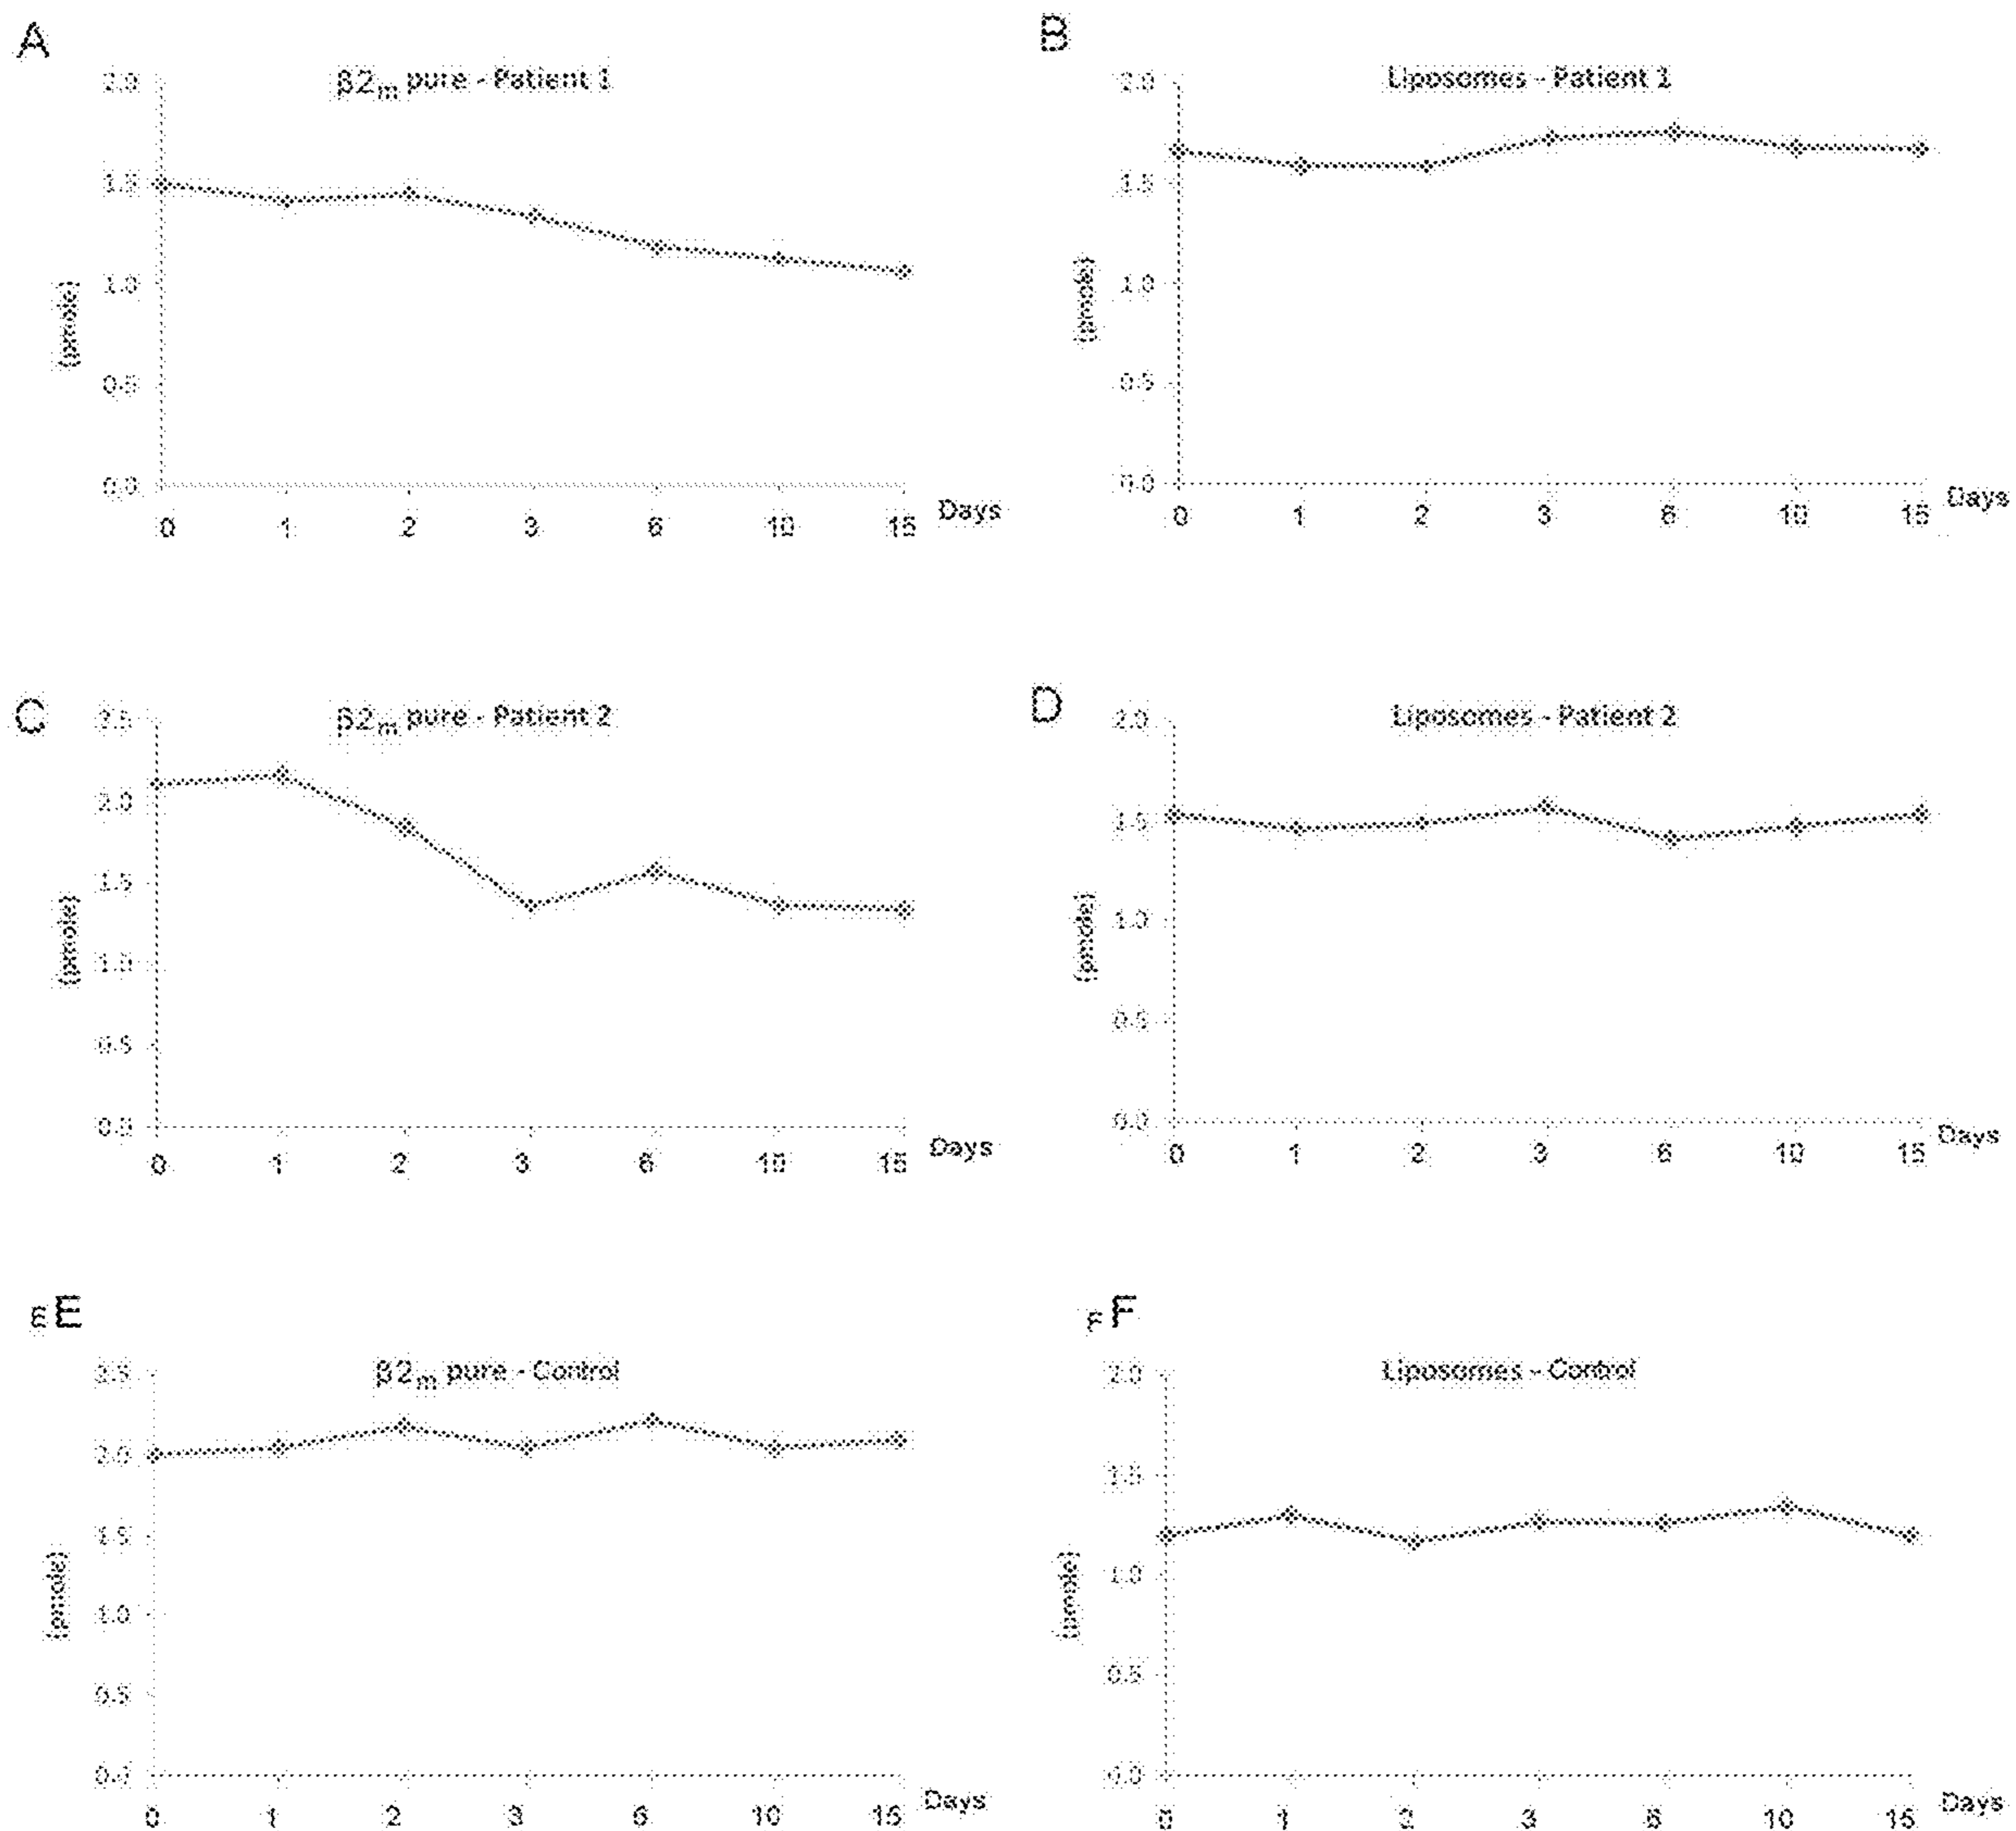 A
β2m pure - Patient 1
2.0
1.5
1.0
0.5
0.0
(pmole)
0 1 2 3 6 10 15
Days
B
Liposomes - Patient 1
2.0
1.5
1.0
0.5
0.0
(pmole)
0 1 2 3 6 10 15
Days
C
β2m pure - Patient 2
2.5
2.0
1.5
1.0
0.5
0.0
(pmole)
0 1 2 3 6 10 15
Days
D
Liposomes - Patient 2
2.0
1.5
1.0
0.5
0.0
(pmole)
0 1 2 3 6 10 15
Days
E E
β2m pure - Control
2.5
2.0
1.5
1.0
0.5
0.0
(pmole)
0 1 2 3 6 10 15
Days
F F
Liposomes - Control
2.0
1.5
1.0
0.5
0.0
(pmole)
0 1 2 3 6 10 15
Days